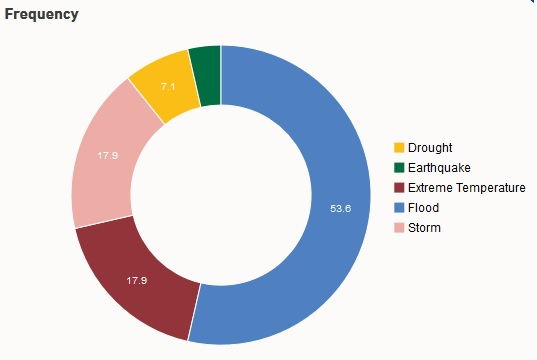 Frequency
7.1
17.9
53.6
17.9
Drought
Earthquake
Extreme Temperature
Flood
Storm